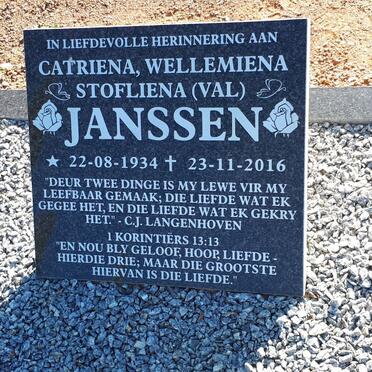 IN LIEFDEVOLLE HERINNERING AAN
CATRIENA, WELLEMIENA
STOFLIENA (VAL)
JANSSEN
★ 22-08-1934 ✝ 23-11-2016
"DEUR TWEE DINGE IS MY LEWE VIR MY
LEEFBAAR GEMAAK; DIE LIEFDE WAT EK
GEGEE HET, EN DIE LIEFDE WAT EK GEKRY
HET." - C.J. LANGENHOVEN
1 KORINTIËRS 13:13
"EN NOU BLY GELOOF, HOOP, LIEFDE -
HIERDIE DRIE; MAAR DIE GROOTSTE
HIERVAN IS DIE LIEFDE."